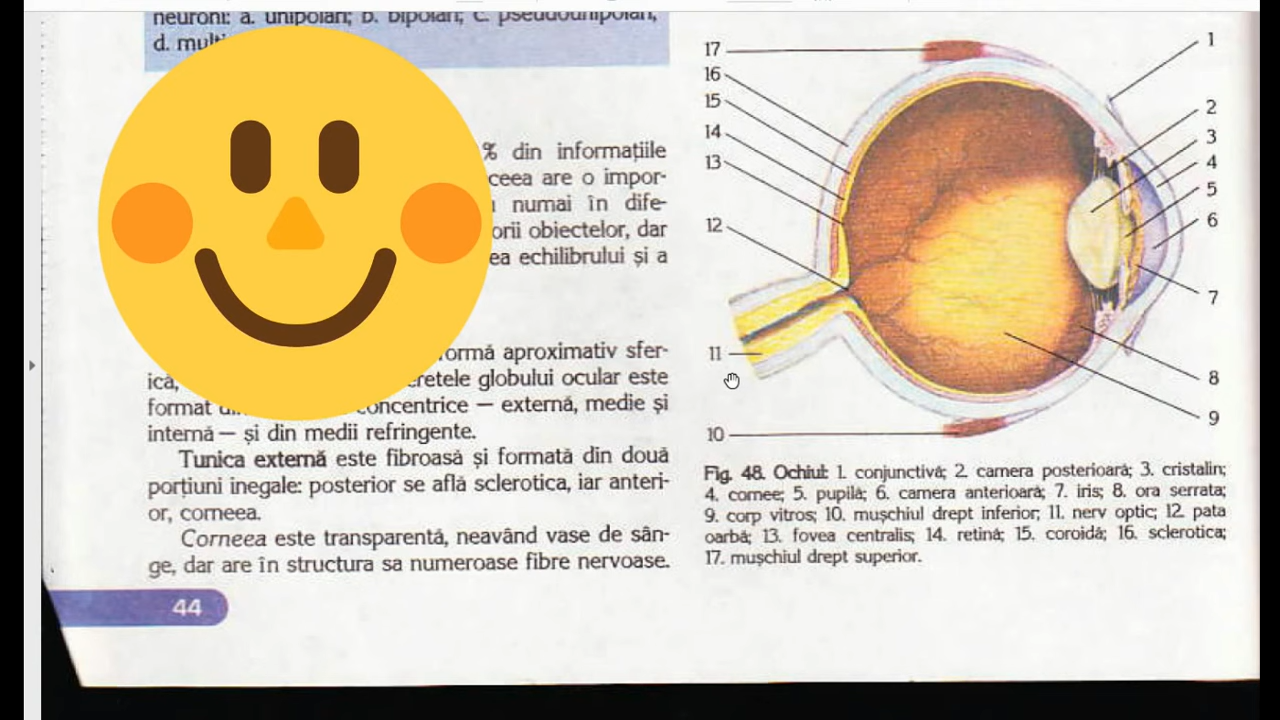 neuroni: a. unipolari; b. bipolari; c. pseudounipolari;
d.
% din informațiile
are o impor-
numai în dife-
obiectelor, dar
echilibrului și a
aproximativ sfer-
ică, globului ocular este
format concentrice — externă, medie și
internă — și din medii refringente.
Tunica externă este fibroasă și formată din două
porțiuni inegale: posterior se află sclerotica, iar anteri-
or, corneea.
Corneea este transparentă, neavând vase de sân-
ge, dar are în structura sa numeroase fibre nervoase.
44
17
16
15
14
13
12
11
10
1
2
3
4
5
6
7
8
9
Fig. 48. Ochiul: 1. conjunctivă; 2. camera posterioară; 3. cristalin;
4. cornee; 5. pupilă; 6. camera anterioară; 7. iris; 8. ora serrata;
9. corp vitros; 10. mușchiul drept inferior; 11. nerv optic; 12. pata
oarbă; 13. fovea centralis; 14. retină; 15. coroidă; 16. sclerotica;
17. mușchiul drept superior.